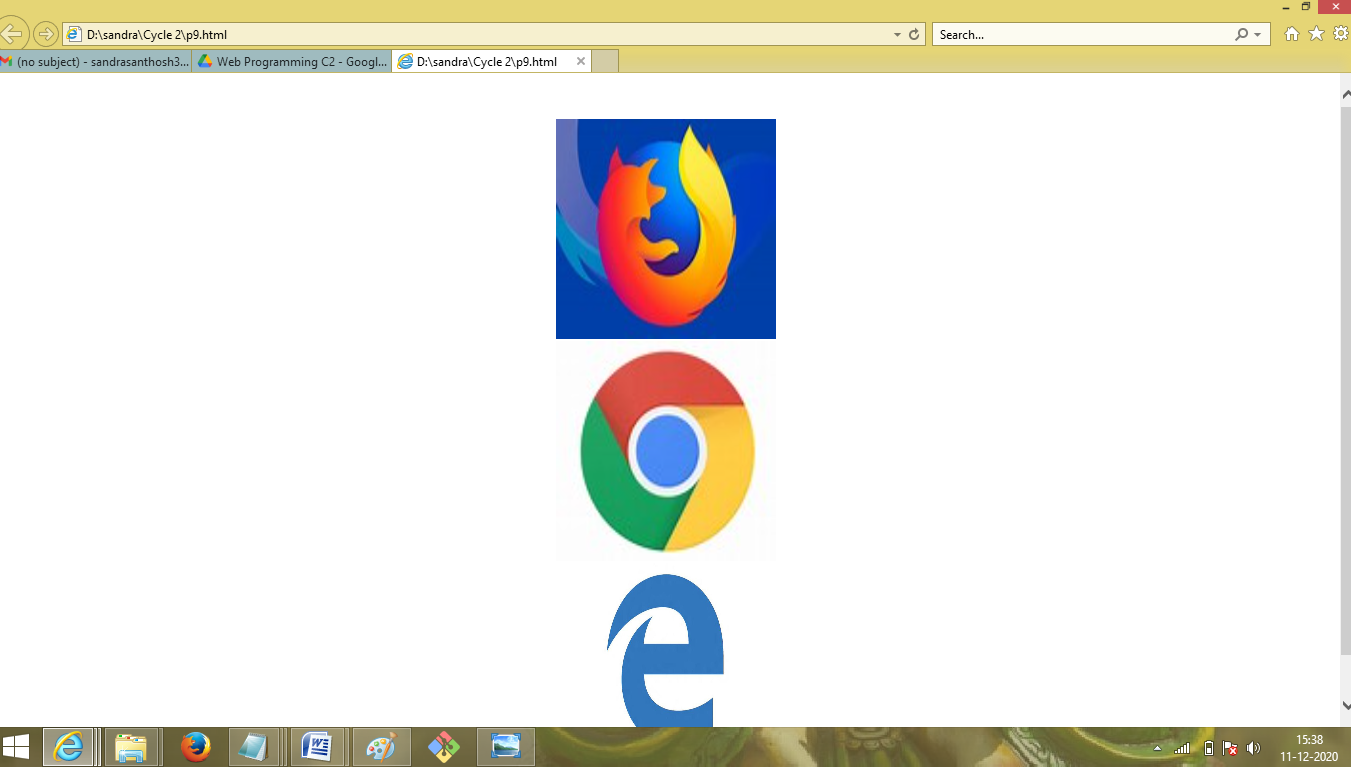 D:\sandra\Cycle 2\p9.html
Search...
(no subject) - sandrasanthosh3...
Web Programming C2 - Googl...
D:\sandra\Cycle 2\p9.html
15:38
11-12-2020